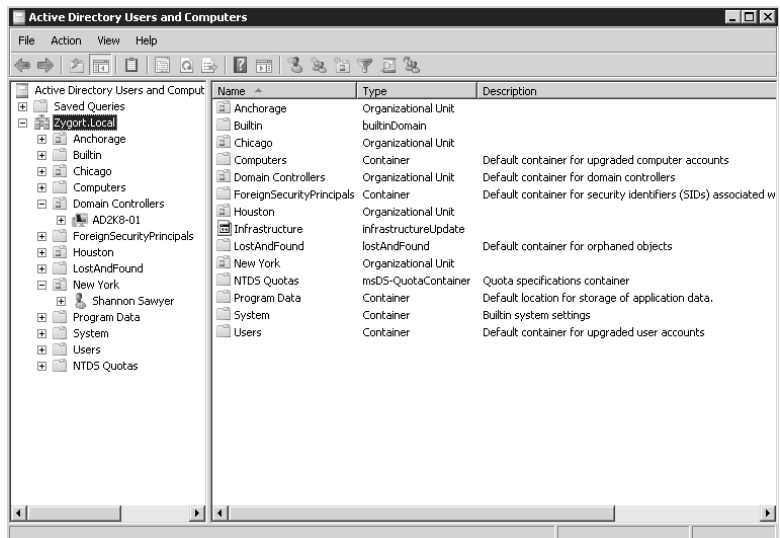 Active Directory Users and Computers
File Action View Help
Active Directory Users and Comput
Saved Queries
Zygort.Local
Anchorage
Builtin
Chicago
Computers
Domain Controllers
AD2K8-01
ForeignSecurityPrincipals
Houston
LostAndFound
New York
Shannon Sawyer
Program Data
System
Users
NTDS Quotas
Name Type Description
Anchorage Organizational Unit
Builtin builtinDomain
Chicago Organizational Unit
Computers Container Default container for upgraded computer accounts
Domain Controllers Organizational Unit Default container for domain controllers
ForeignSecurityPrincipals Container Default container for security identifiers (SIDs) associated w
Houston Organizational Unit
Infrastructure infrastructureUpdate
LostAndFound lostAndFound Default container for orphaned objects
New York Organizational Unit
NTDS Quotas msDS-QuotaContainer Quota specifications container
Program Data Container Default location for storage of application data.
System Container Builtin system settings
Users Container Default container for upgraded user accounts